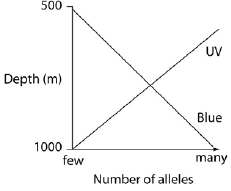 500
UV
Depth (m)
Blue
1000
few
many
Number of alleles